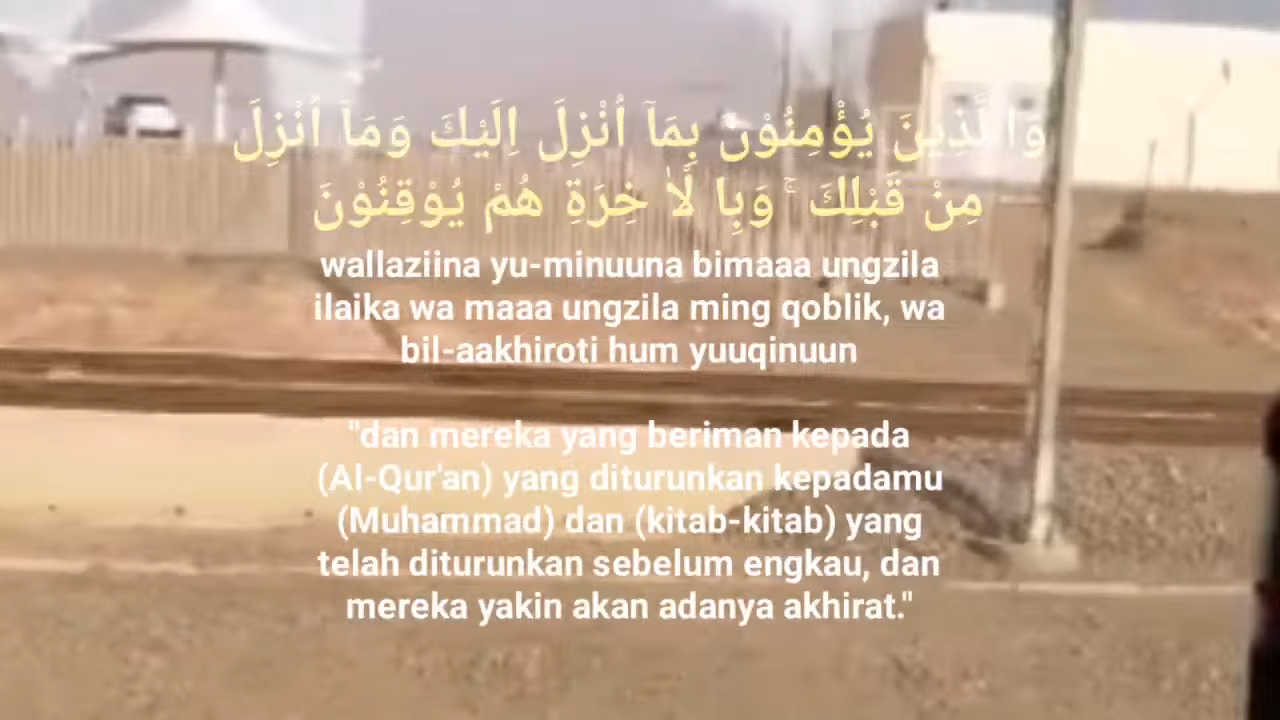 وَا لَّذِيْنَ يُؤْمِنُوْنَ بِمَاۤ اُنْزِلَ اِلَيْكَ وَمَاۤ اُنْزِلَ
مِنْ قَبْلِكَ ۚ وَبِا لْاٰ خِرَةِ هُمْ يُوْقِنُوْنَ
wallaziina yu-minuuna bimaaa ungzila
ilaika wa maaa ungzila ming qoblik, wa
bil-aakhiroti hum yuuqinuun
"dan mereka yang beriman kepada
(Al-Qur'an) yang diturunkan kepadamu
(Muhammad) dan (kitab-kitab) yang
telah diturunkan sebelum engkau, dan
mereka yakin akan adanya akhirat."